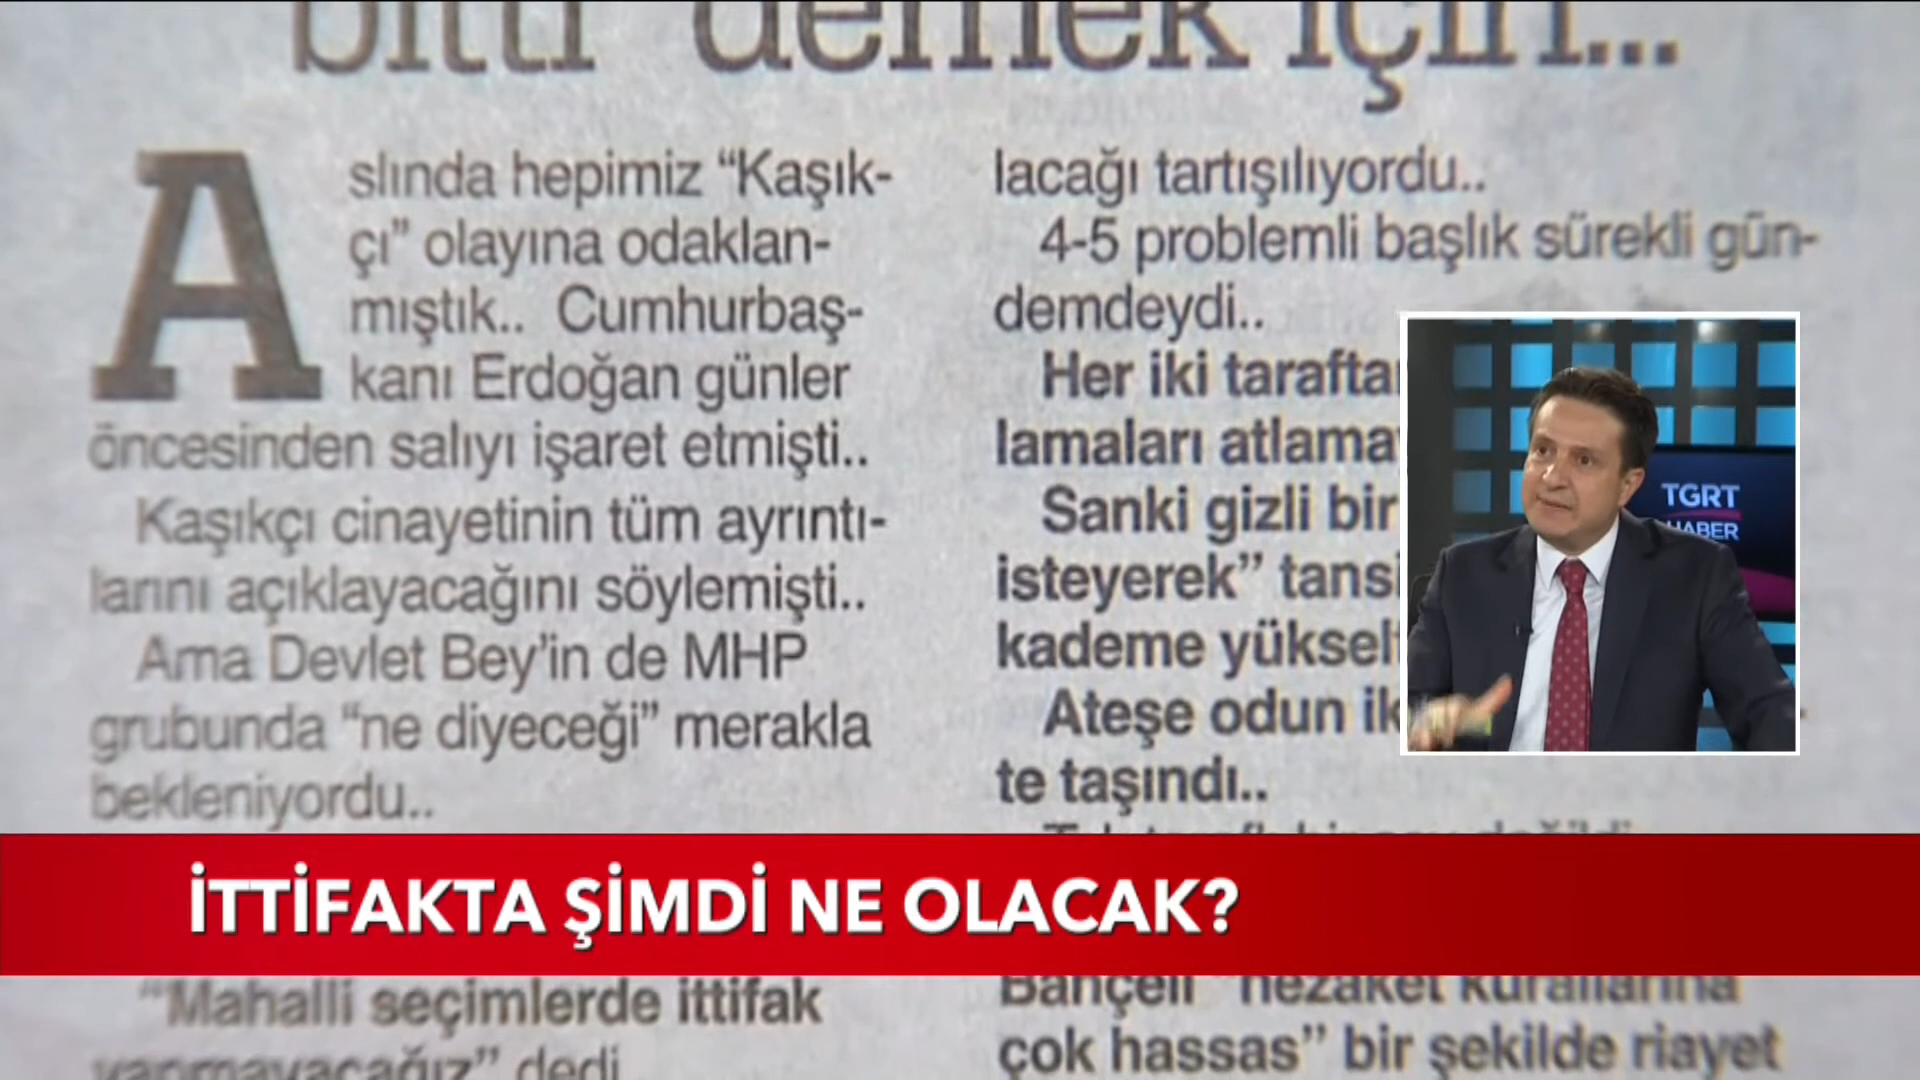 bitti" demek için...
Aslında hepimiz “Kaşık-
çı” olayına odaklan-
mıştık.. Cumhurbaş-
kanı Erdoğan günler
öncesinden salıyı işaret etmişti..
Kaşıkçı cinayetinin tüm ayrıntı-
larını açıklayacağını söylemişti..
Ama Devlet Bey’in de MHP
grubunda “ne diyeceği” merakla
bekleniyordu..
“Mahalli seçimlerde ittifak
yapmayacağız” dedi
lacağı tartışılıyordu..
4-5 problemli başlık sürekli gün-
demdeydi..
Her iki taraftan
lamaları atlama
Sanki gizli bir
isteyerek” tansi
kademe yüksel
Ateşe odun ik
te taşındı..
Bahçeli “nezaket kurallarına
çok hassas” bir şekilde riayet
TGRT
HABER
İTTİFAKTA ŞİMDİ NE OLACAK?